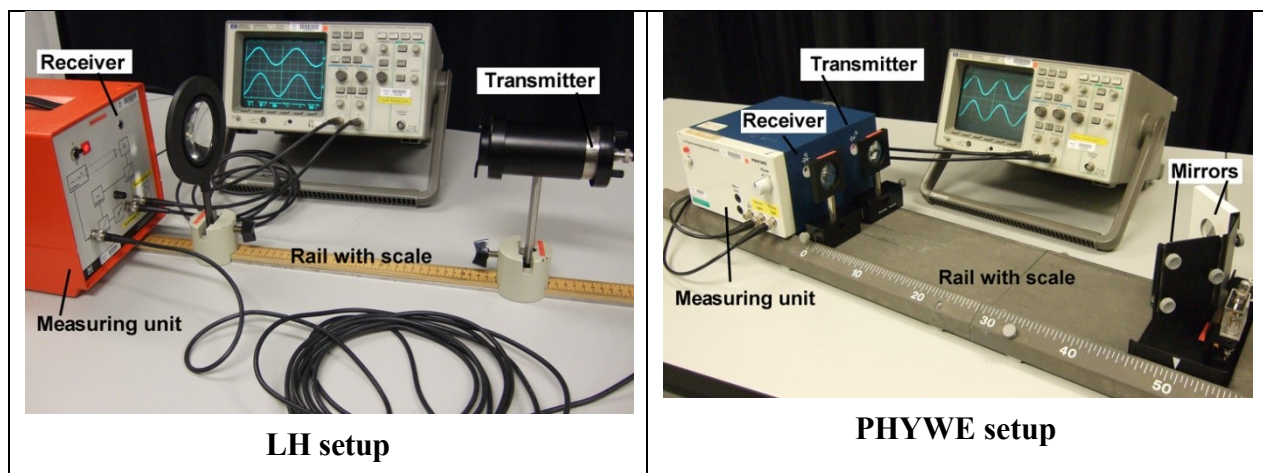 Receiver
Transmitter
Rail with scale
Measuring unit
LH setup
Transmitter
Receiver
PHYWE
Mirrors
Rail with scale
Measuring unit
0
10
20
30
40
50
PHYWE setup